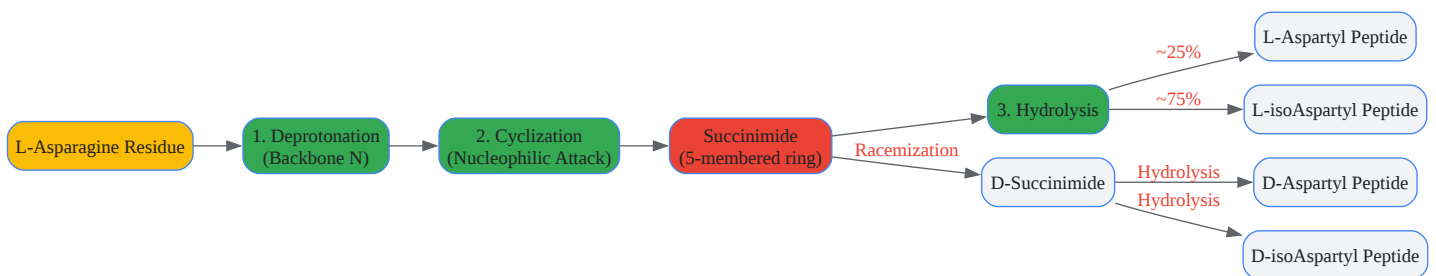 L-Asparagine Residue
1. Deprotonation
(Backbone N)
2. Cyclization
(Nucleophilic Attack)
Succinimide
(5-membered ring)
Racemization
3. Hydrolysis
D-Succinimide
~25%
~75%
Hydrolysis
Hydrolysis
L-Aspartyl Peptide
L-isoAspartyl Peptide
D-Aspartyl Peptide
D-isoAspartyl Peptide